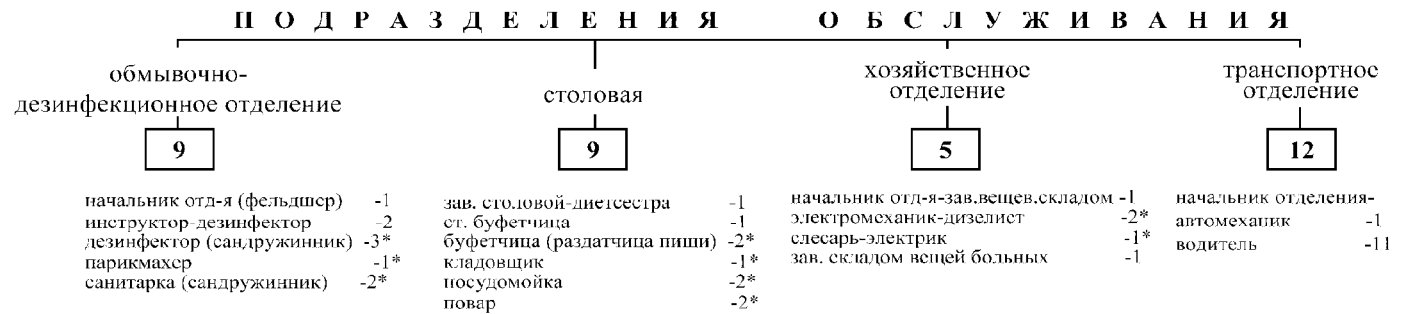 ПОДРАЗДЕЛЕНИЯ ОБСЛУЖИВАНИЯ
обмывочно-
дезинфекционное отделение
9
начальник отд-я (фельдшер) -1
инструктор-дезинфектор -2
дезинфектор (сандружинник) -3*
парикмахер -1*
санитарка (сандружинник) -2*
столовая
9
зав. столовой-диетсестра -1
ст. буфетчица -1
буфетчица (раздатчица пищи) -2*
кладовщик -1*
посудомойка -2*
повар -2*
хозяйственное
отделение
5
начальник отд-я-зав.вещев.складом -1
электромеханик-дизелист -2*
слесарь-электрик -1*
зав. складом вещей больных -1
транспортное
отделение
12
начальник отделения-
автомеханик -1
водитель -11